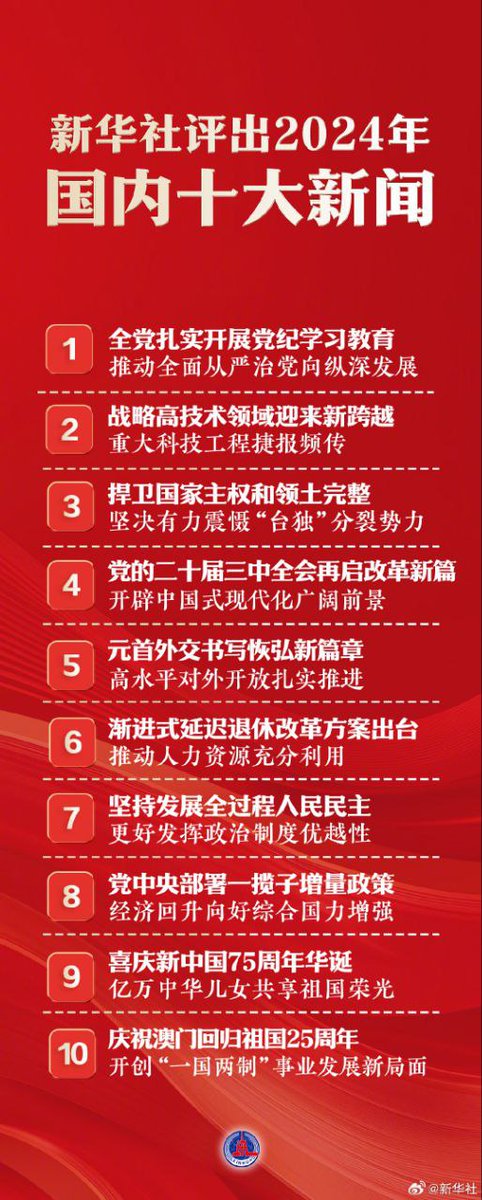 新华社评出2024年
国内十大新闻
1
全党扎实开展党纪学习教育
推动全面从严治党向纵深发展
2
战略高技术领域迎来新跨越
重大科技工程捷报频传
3
捍卫国家主权和领土完整
坚决有力震慑“台独”分裂势力
4
党的二十届三中全会再启改革新篇
开辟中国式现代化广阔前景
5
元首外交书写恢弘新篇章
高水平对外开放扎实推进
6
渐进式延迟退休改革方案出台
推动人力资源充分利用
7
坚持发展全过程人民民主
更好发挥政治制度优越性
8
党中央部署一揽子增量政策
经济回升向好综合国力增强
9
喜庆新中国75周年华诞
亿万中华儿女共享祖国荣光
10
庆祝澳门回归祖国25周年
开创“一国两制”事业发展新局面
@新华社